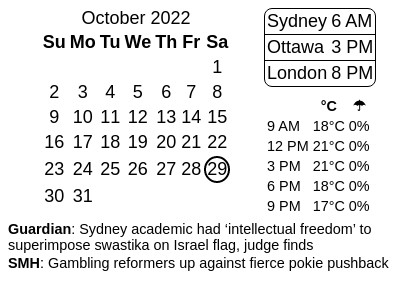 October 2022
Su Mo Tu We Th Fr Sa
1
2 3 4 5 6 7 8
9 10 11 12 13 14 15
16 17 18 19 20 21 22
23 24 25 26 27 28 29
30 31
Sydney 6 AM
Ottawa 3 PM
London 8 PM
°C ☂
9 AM 18°C 0%
12 PM 21°C 0%
3 PM 21°C 0%
6 PM 18°C 0%
9 PM 17°C 0%
Guardian: Sydney academic had ‘intellectual freedom’ to
superimpose swastika on Israel flag, judge finds
SMH: Gambling reformers up against fierce pokie pushback